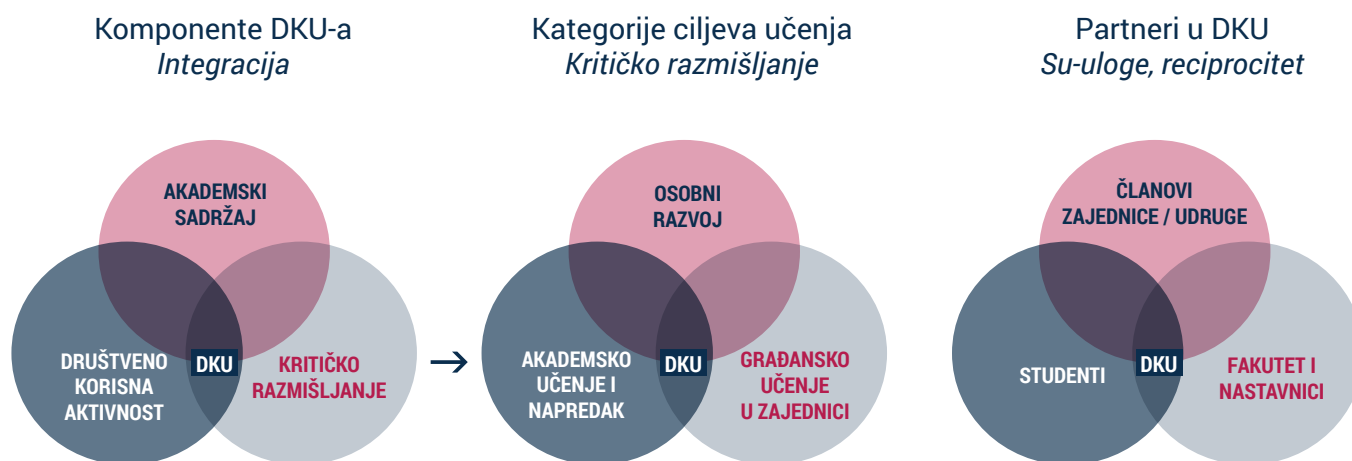 Komponente DKU-a
Integracija
AKADEMSKI
SADRŽAJ
DRUŠTVENO
KORISNA
AKTIVNOST
DKU
KRITIČKO
RAZMIŠLJANJE
→
Kategorije ciljeva učenja
Kritičko razmišljanje
OSOBNI
RAZVOJ
AKADEMSKO
UČENJE I
NAPREDAK
DKU
GRAĐANSKO
UČENJE
U ZAJEDNICI
Partneri u DKU
Su-uloge, reciprocitet
ČLANOVI
ZAJEDNICE / UDRUGE
STUDENTI
DKU
FAKUTET I
NASTAVNICI